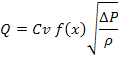 Q = Cv f(x)√(ΔP/ρ)